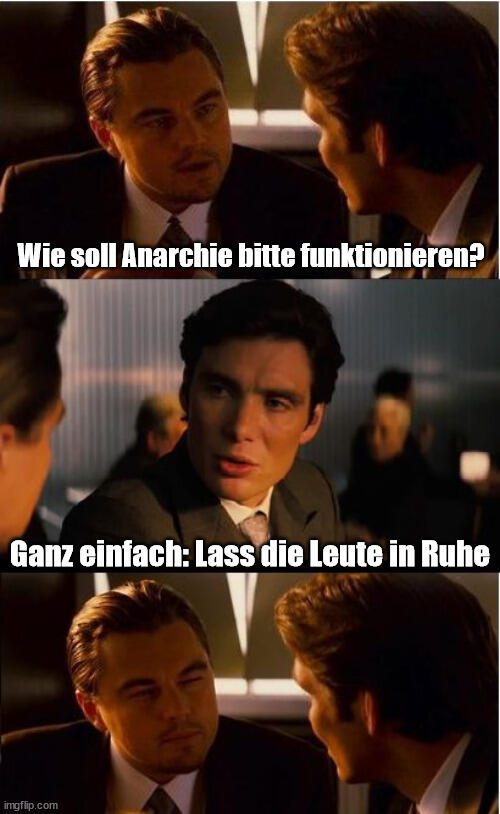 Wie soll Anarchie bitte funktionieren?
Ganz einfach: Lass die Leute in Ruhe
imgflip.com